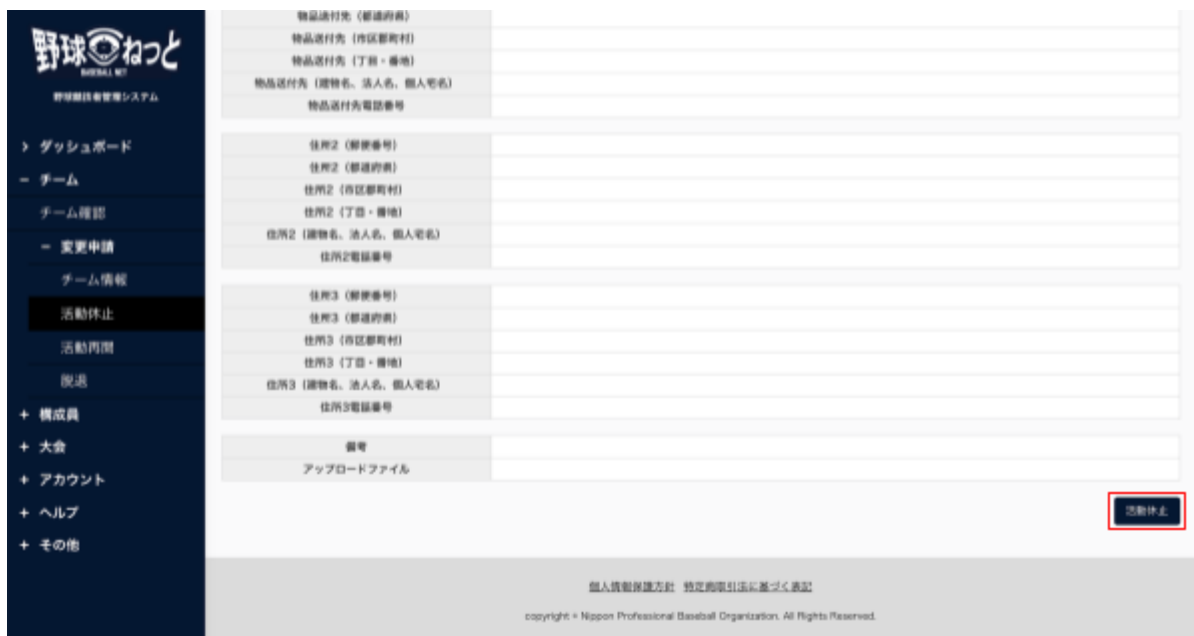 野球ねっと
BASEBALL NET
野球競技者管理システム
> ダッシュボード
− チーム
チーム確認
− 変更申請
チーム情報
活動休止
活動再開
脱退
+ 構成員
+ 大会
+ アカウント
+ ヘルプ
+ その他
物品送付先（都道府県）
物品送付先（市区郡町村）
物品送付先（丁目・番地）
物品送付先（建物名、法人名、個人宅名）
物品送付先電話番号
住所2（郵便番号）
住所2（都道府県）
住所2（市区郡町村）
住所2（丁目・番地）
住所2（建物名、法人名、個人宅名）
住所2電話番号
住所3（郵便番号）
住所3（都道府県）
住所3（市区郡町村）
住所3（丁目・番地）
住所3（建物名、法人名、個人宅名）
住所3電話番号
備考
アップロードファイル
活動休止
個人情報保護方針 特定商取引法に基づく表記
copyright © Nippon Professional Baseball Organization. All Rights Reserved.